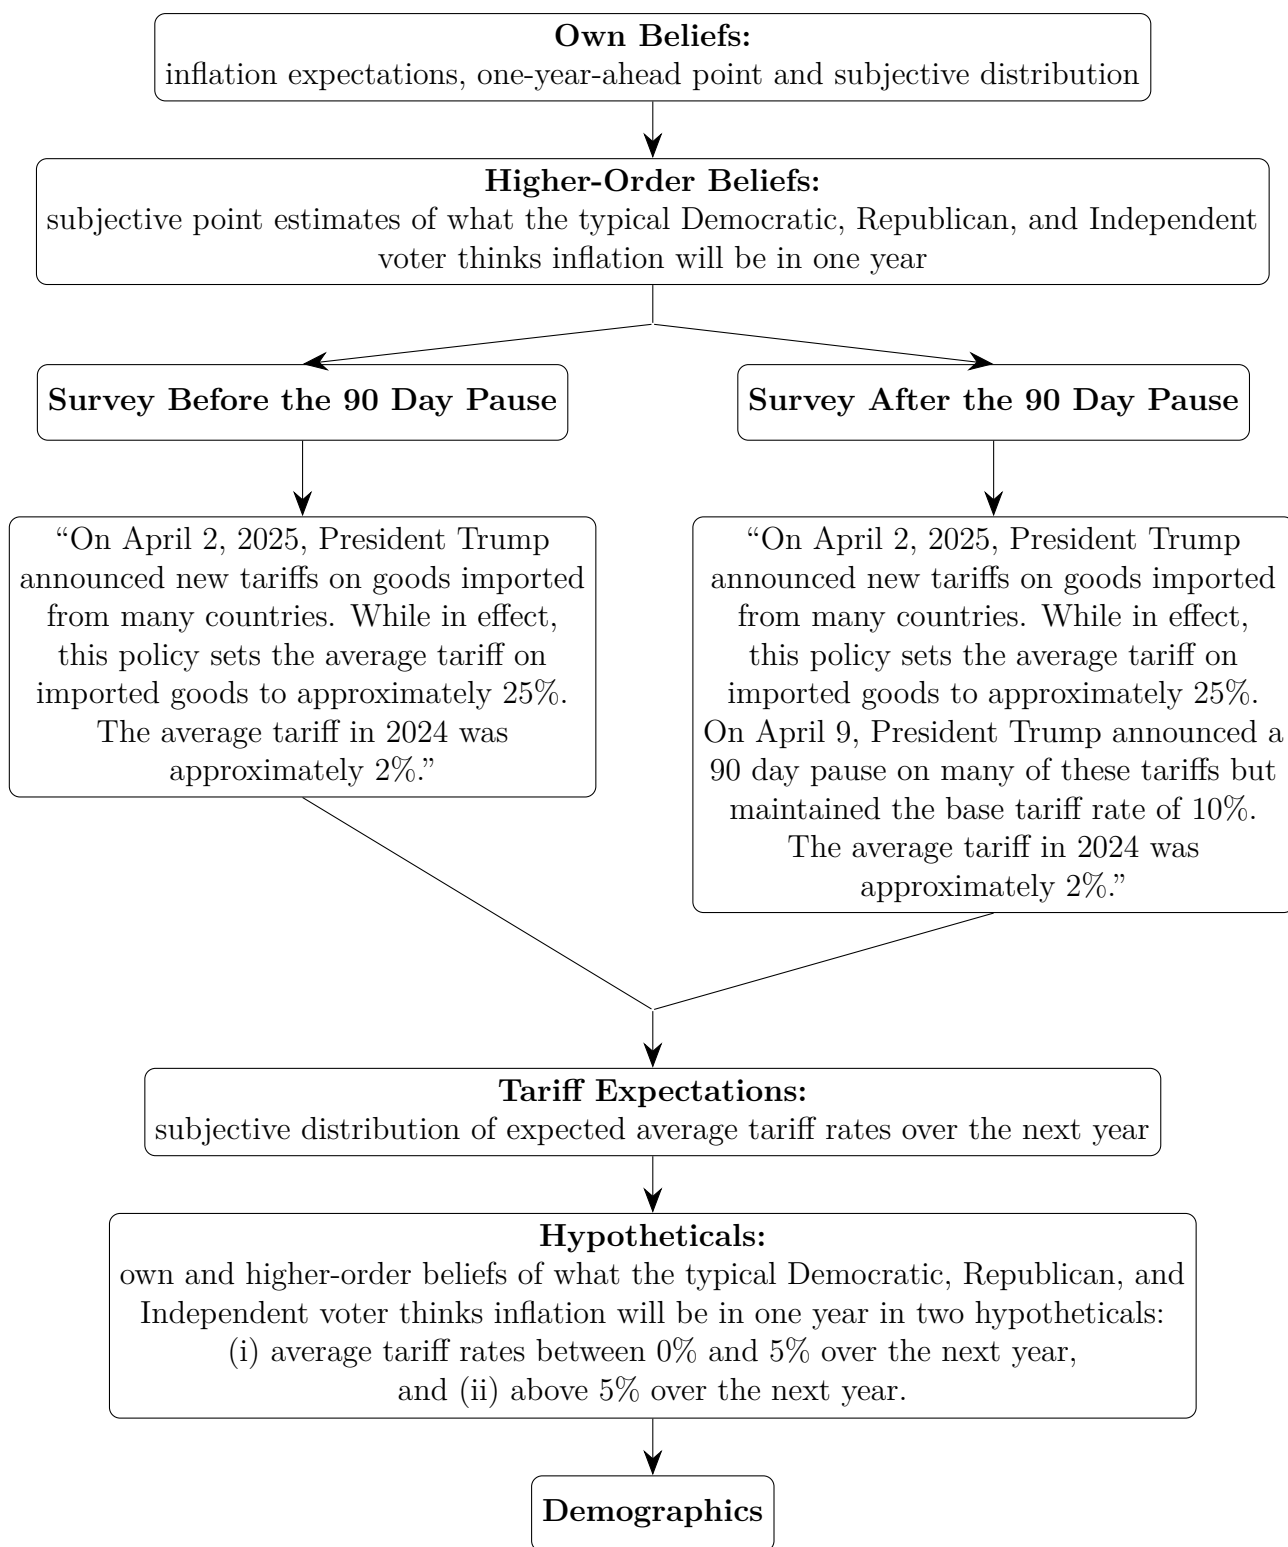 Own Beliefs:
inflation expectations, one-year-ahead point and subjective distribution
Higher-Order Beliefs:
subjective point estimates of what the typical Democratic, Republican, and Independent
voter thinks inflation will be in one year
Survey Before the 90 Day Pause
“On April 2, 2025, President Trump
announced new tariffs on goods imported
from many countries. While in effect,
this policy sets the average tariff on
imported goods to approximately 25%.
The average tariff in 2024 was
approximately 2%.”
Survey After the 90 Day Pause
“On April 2, 2025, President Trump
announced new tariffs on goods imported
from many countries. While in effect,
this policy sets the average tariff on
imported goods to approximately 25%.
On April 9, President Trump announced a
90 day pause on many of these tariffs but
maintained the base tariff rate of 10%.
The average tariff in 2024 was
approximately 2%.”
Tariff Expectations:
subjective distribution of expected average tariff rates over the next year
Hypotheticals:
own and higher-order beliefs of what the typical Democratic, Republican, and
Independent voter thinks inflation will be in one year in two hypotheticals:
(i) average tariff rates between 0% and 5% over the next year,
and (ii) above 5% over the next year.
Demographics